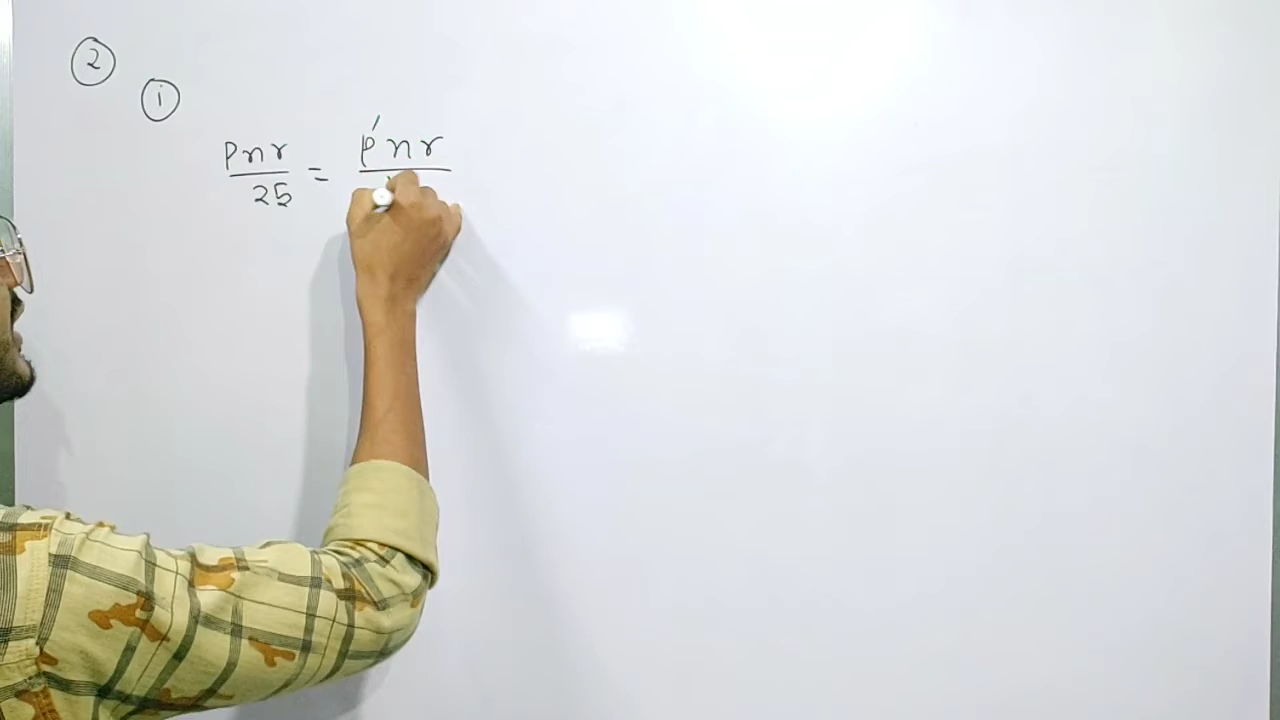 ②
①
pnr = p'nr
25